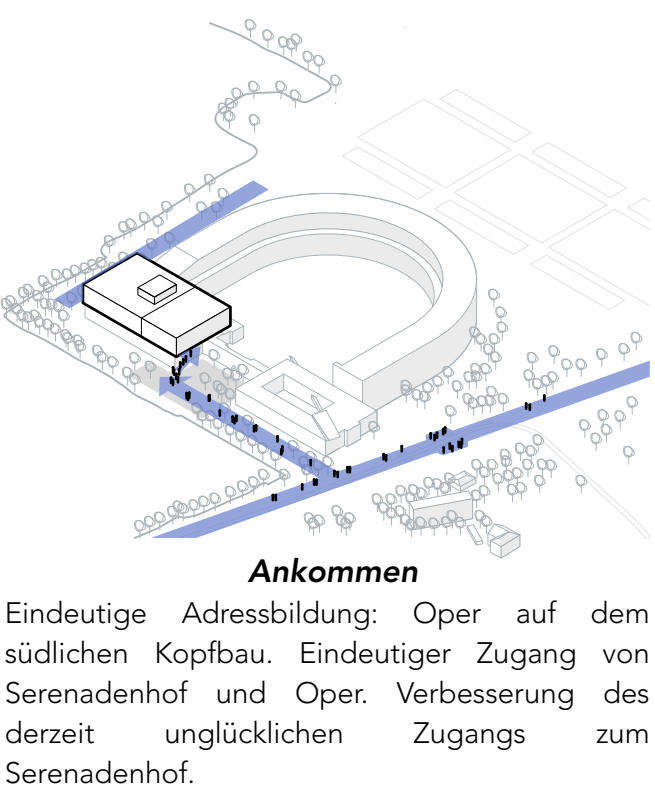 Ankommen
Eindeutige Adressbildung: Oper auf dem
südlichen Kopfbau. Eindeutiger Zugang von
Serenadenhof und Oper. Verbesserung des
derzeit unglücklichen Zugangs zum
Serenadenhof.